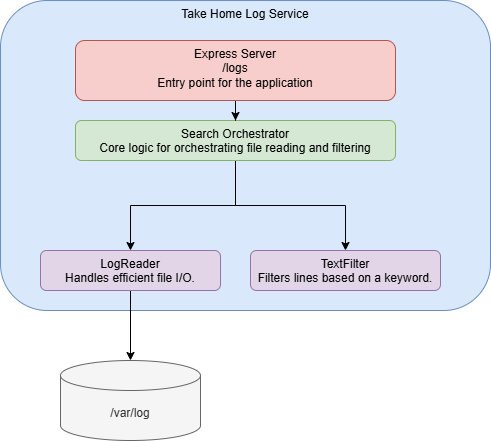 Take Home Log Service
Express Server
/logs
Entry point for the application
Search Orchestrator
Core logic for orchestrating file reading and filtering
LogReader
Handles efficient file I/O.
TextFilter
Filters lines based on a keyword.
/var/log